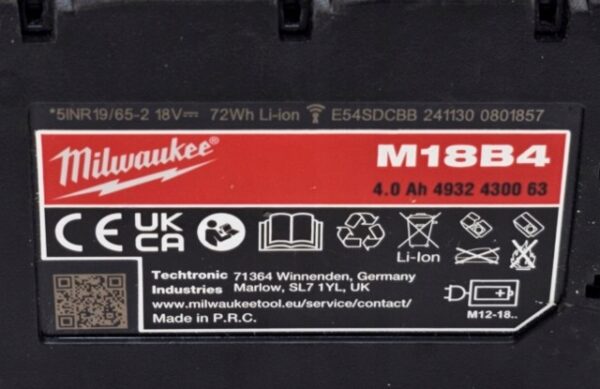 *5INR19/65-2 18V⎓ 72Wh Li-ion E54SDCBB 241130 0801857
Milwaukee®
M18B4
4.0 Ah 4932 4300 63
CE UKCA
Li-Ion
Techtronic 71364 Winnenden, Germany
Industries Marlow, SL7 1YL, UK
www.milwaukeetool.eu/service/contact/
Made in P.R.C.
M12-18..